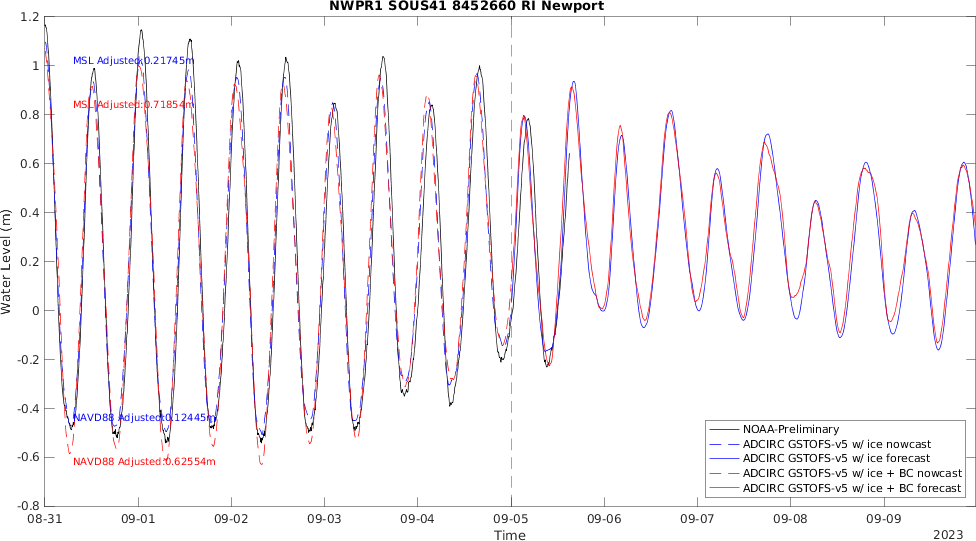 NWPR1 SOUS41 8452660 RI Newport
1.2
1
0.8
0.6
0.4
0.2
0
-0.2
-0.4
-0.6
-0.8
Water Level (m)
MSL Adjusted:0.21745m
MSL Adjusted:0.71854m
NAVD88 Adjusted:0.12445m
NAVD88 Adjusted:0.62554m
NOAA-Preliminary
ADCIRC GSTOFS-v5 w/ ice nowcast
ADCIRC GSTOFS-v5 w/ ice forecast
ADCIRC GSTOFS-v5 w/ ice + BC nowcast
ADCIRC GSTOFS-v5 w/ ice + BC forecast
08-31 09-01 09-02 09-03 09-04 09-05 09-06 09-07 09-08 09-09
Time
2023